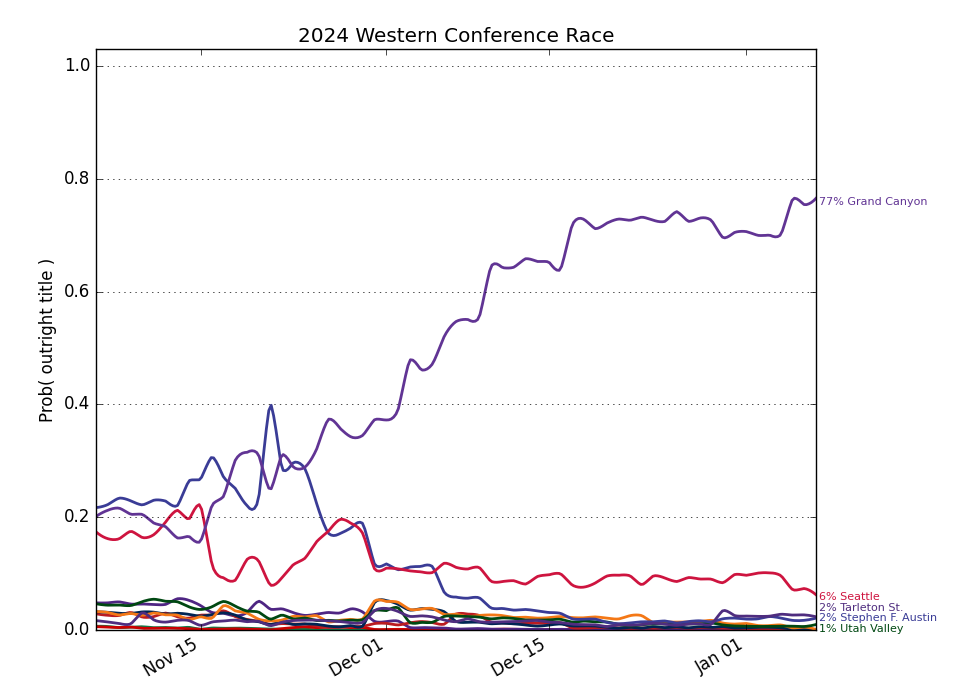 2024 Western Conference Race
Prob( outright title )
1.0
0.8
0.6
0.4
0.2
0.0
77% Grand Canyon
6% Seattle
2% Tarleton St.
2% Stephen F. Austin
1% Utah Valley
Nov 15
Dec 01
Dec 15
Jan 01